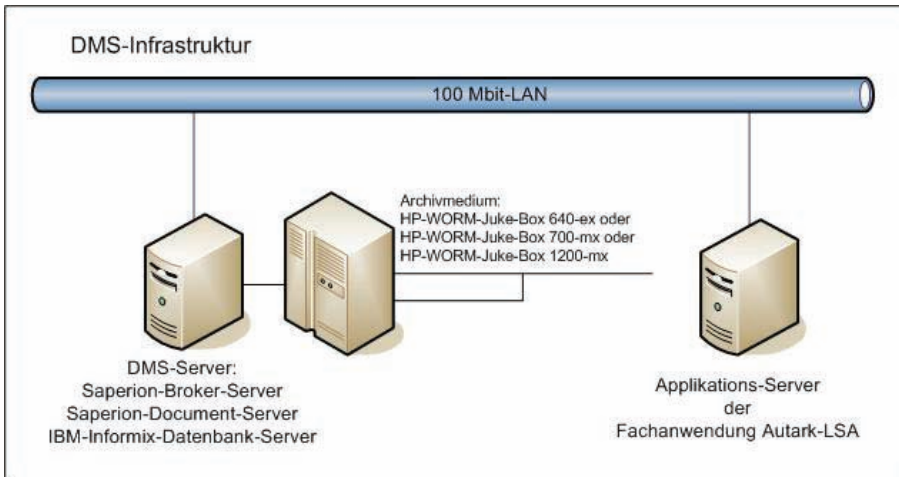 DMS-Infrastruktur
100 Mbit-LAN
Archivmedium:
HP-WORM-Juke-Box 640-ex oder
HP-WORM-Juke-Box 700-mx oder
HP-WORM-Juke-Box 1200-mx
DMS-Server:
Saperion-Broker-Server
Saperion-Document-Server
IBM-Informix-Datenbank-Server
Applikations-Server
der
Fachanwendung Autark-LSA